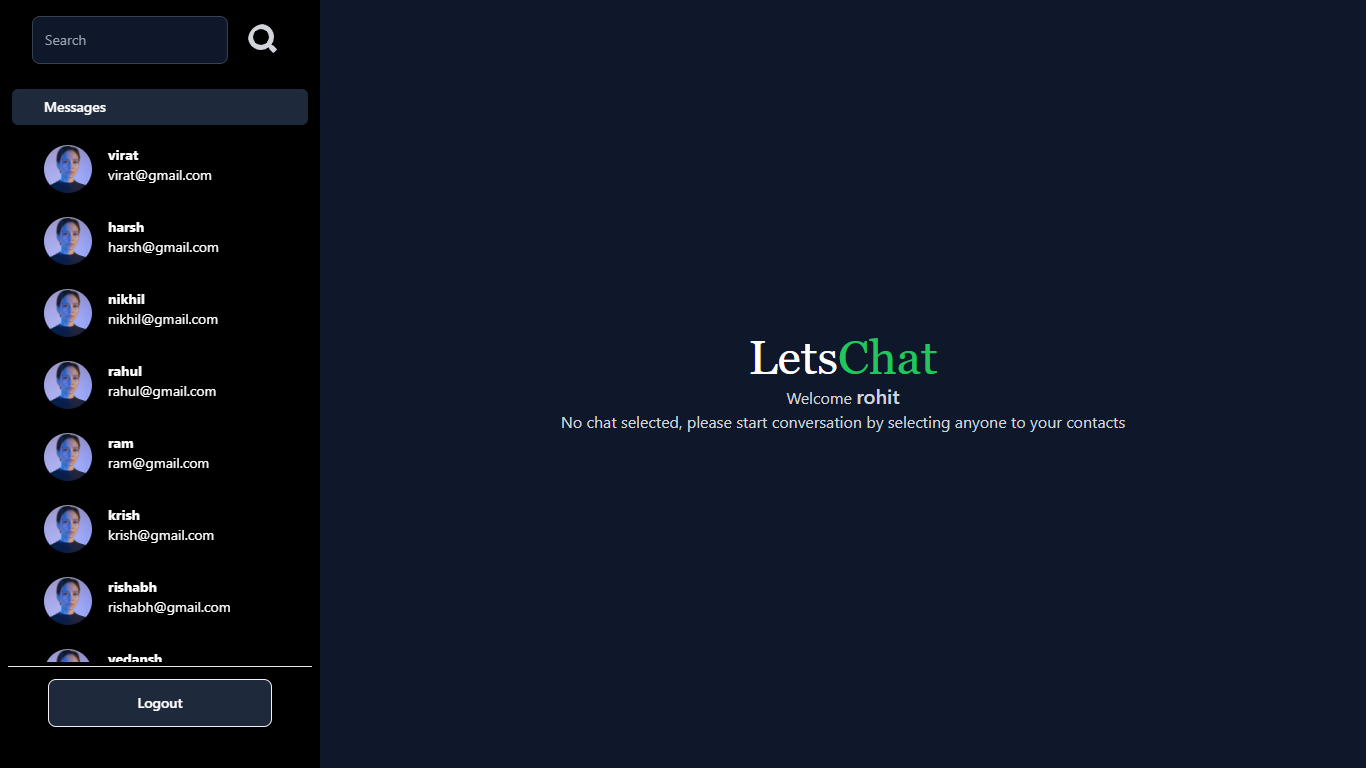 Search
Messages
virat
virat@gmail.com
harsh
harsh@gmail.com
nikhil
nikhil@gmail.com
rahul
rahul@gmail.com
ram
ram@gmail.com
krish
krish@gmail.com
rishabh
rishabh@gmail.com
vedansh
Logout
LetsChat
Welcome rohit
No chat selected, please start conversation by selecting anyone to your contacts